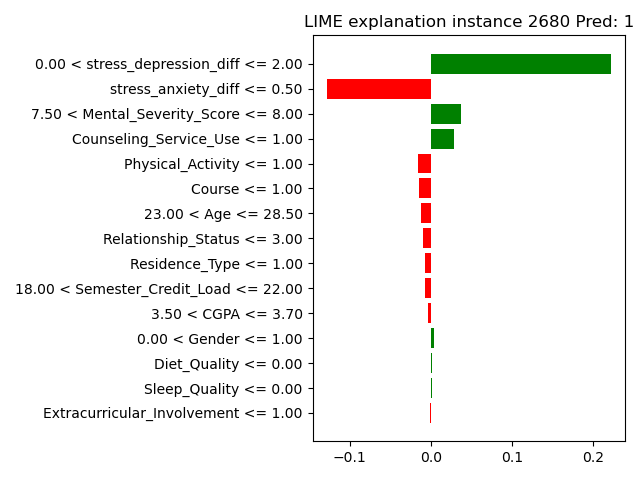 LIME explanation instance 2680 Pred: 1
0.00 < stress_depression_diff <= 2.00
stress_anxiety_diff <= 0.50
7.50 < Mental_Severity_Score <= 8.00
Counseling_Service_Use <= 1.00
Physical_Activity <= 1.00
Course <= 1.00
23.00 < Age <= 28.50
Relationship_Status <= 3.00
Residence_Type <= 1.00
18.00 < Semester_Credit_Load <= 22.00
3.50 < CGPA <= 3.70
0.00 < Gender <= 1.00
Diet_Quality <= 0.00
Sleep_Quality <= 0.00
Extracurricular_Involvement <= 1.00
−0.1 0.0 0.1 0.2